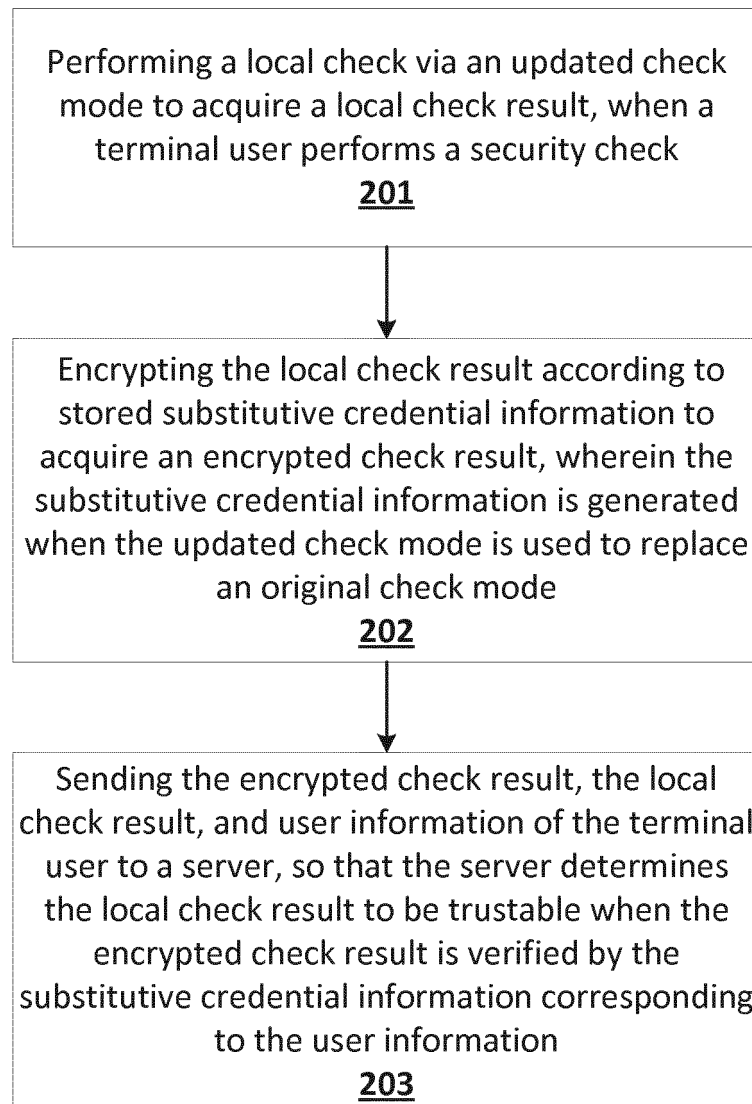 Performing a local check via an updated check
mode to acquire a local check result, when a
terminal user performs a security check
201
Encrypting the local check result according to
stored substitutive credential information to
acquire an encrypted check result, wherein the
substitutive credential information is generated
when the updated check mode is used to replace
an original check mode
202
Sending the encrypted check result, the local
check result, and user information of the terminal
user to a server, so that the server determines
the local check result to be trustable when the
encrypted check result is verified by the
substitutive credential information corresponding
to the user information
203